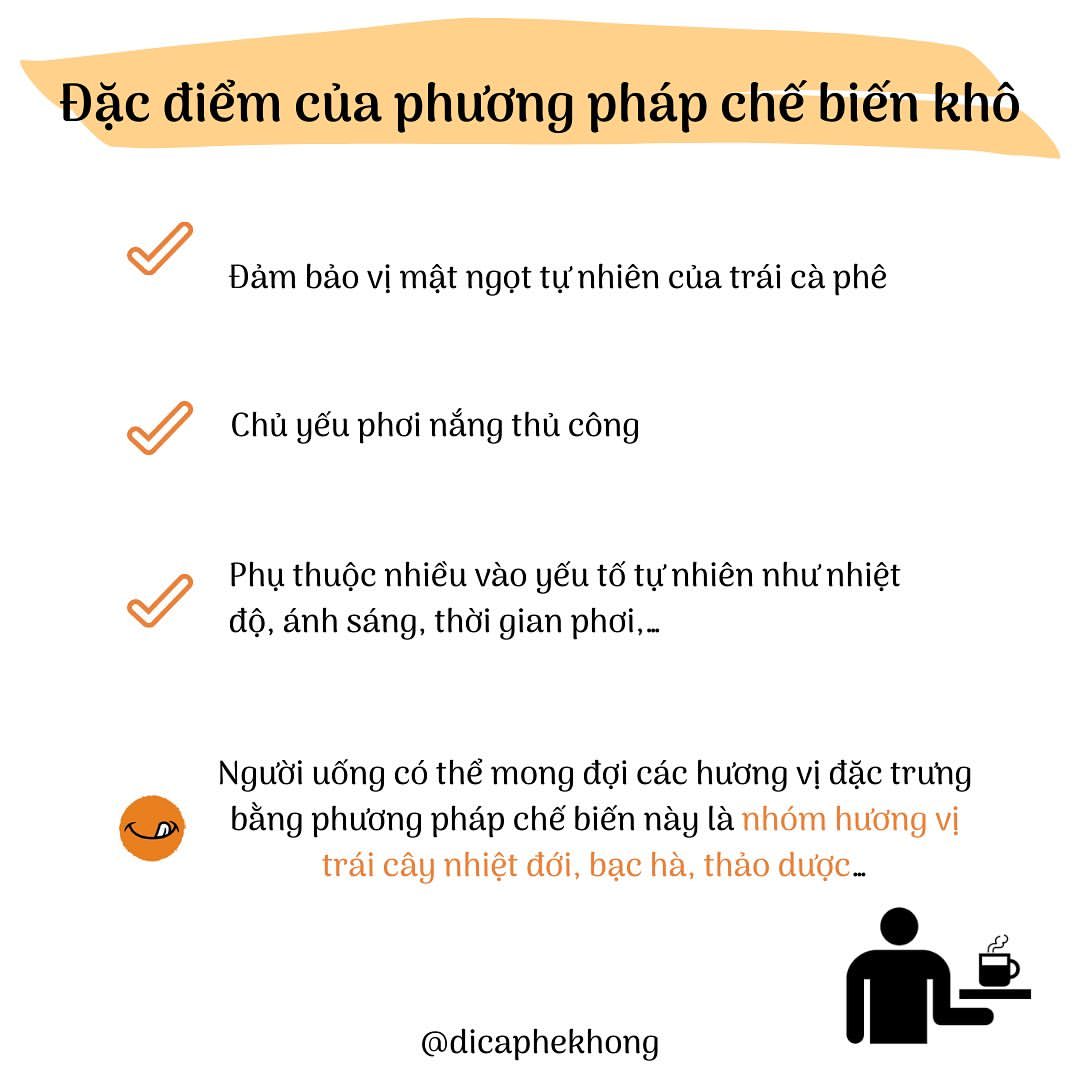 Đặc điểm của phương pháp chế biến khô
Đảm bảo vị mật ngọt tự nhiên của trái cà phê
Chủ yếu phơi nắng thủ công
Phụ thuộc nhiều vào yếu tố tự nhiên như nhiệt
độ, ánh sáng, thời gian phơi,...
Người uống có thể mong đợi các hương vị đặc trưng
bằng phương pháp chế biến này là nhóm hương vị
trái cây nhiệt đới, bạc hà, thảo dược...
@dicaphekhong